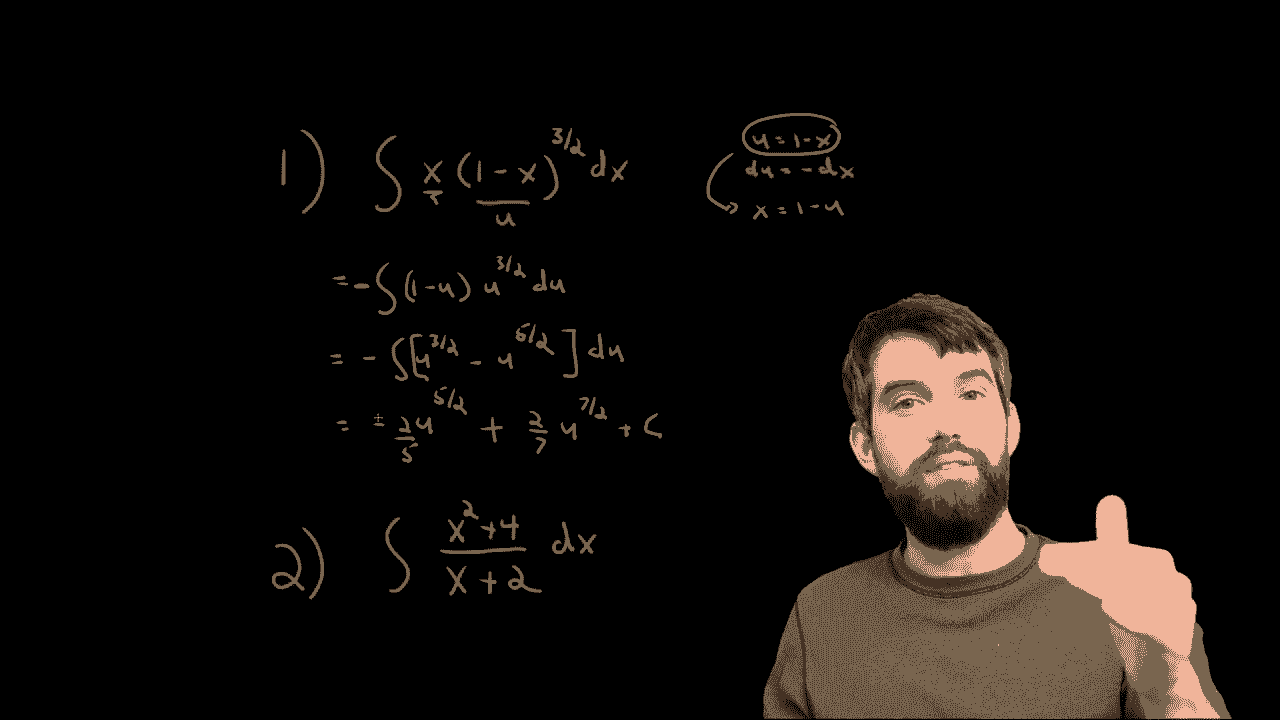 1) ∫ x (1 - x)^{3/2} dx
u
u = 1 - x
du = - dx
x = 1 - u
= - ∫ (1 - u) u^{3/2} du
= - ∫ [u^{3/2} - u^{5/2}] du
= - 2/5 u^{5/2} + 2/7 u^{7/2} + C
2) ∫ (x^2 + 4)/(x + 2) dx